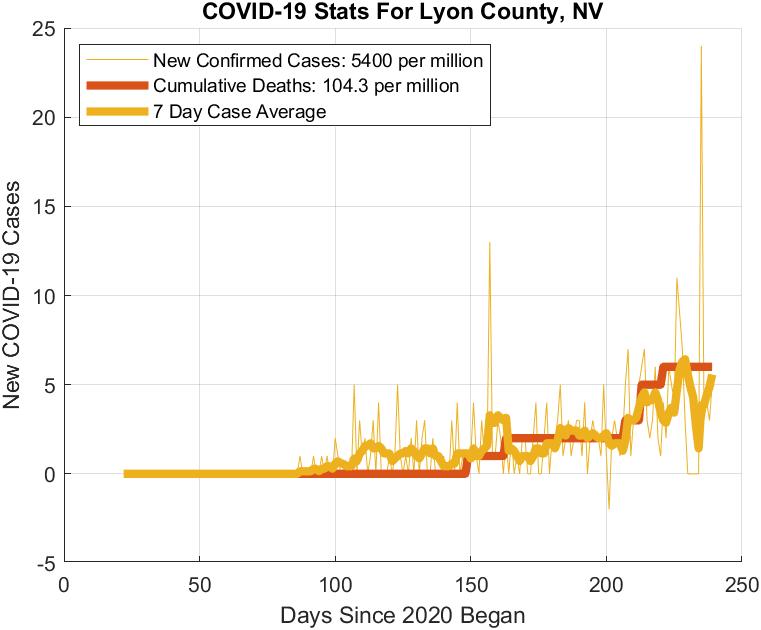 COVID-19 Stats For Lyon County, NV
25
New Confirmed Cases: 5400 per million
Cumulative Deaths: 104.3 per million
7 Day Case Average
20
15
10
5
0
-5
New COVID-19 Cases
0 50 100 150 200 250
Days Since 2020 Began